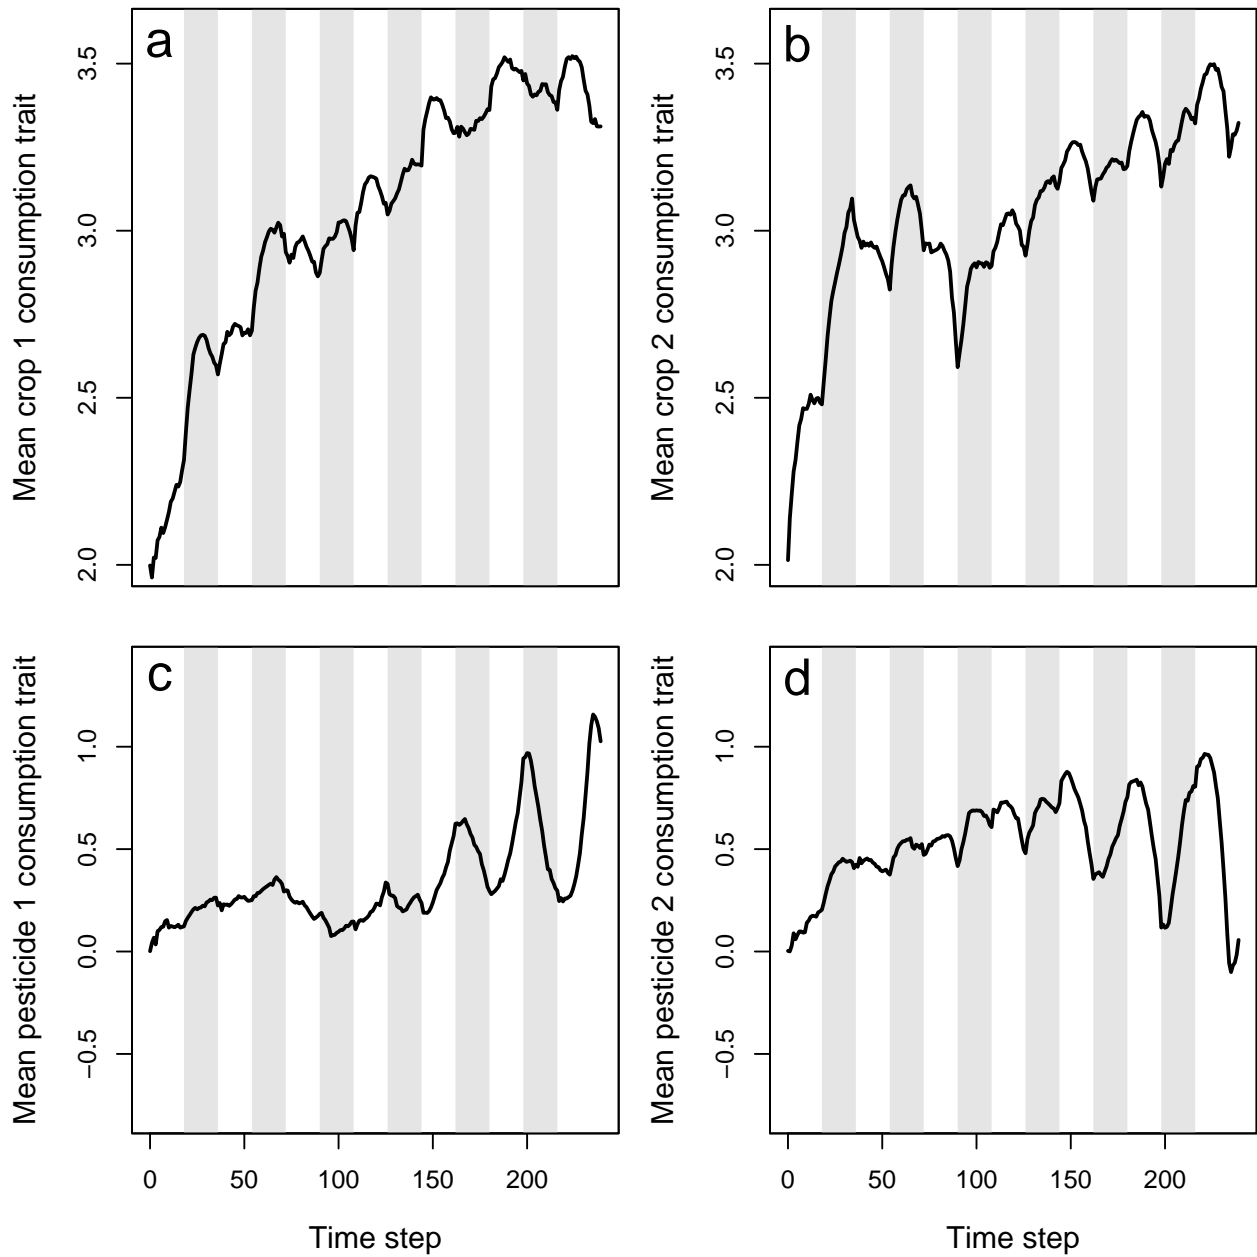 a
Mean crop 1 consumption trait
3.5
3.0
2.5
2.0
b
Mean crop 2 consumption trait
3.5
3.0
2.5
2.0
c
Mean pesticide 1 consumption trait
1.0
0.5
0.0
−0.5
0 50 100 150 200
Time step
d
Mean pesticide 2 consumption trait
1.0
0.5
0.0
−0.5
0 50 100 150 200
Time step